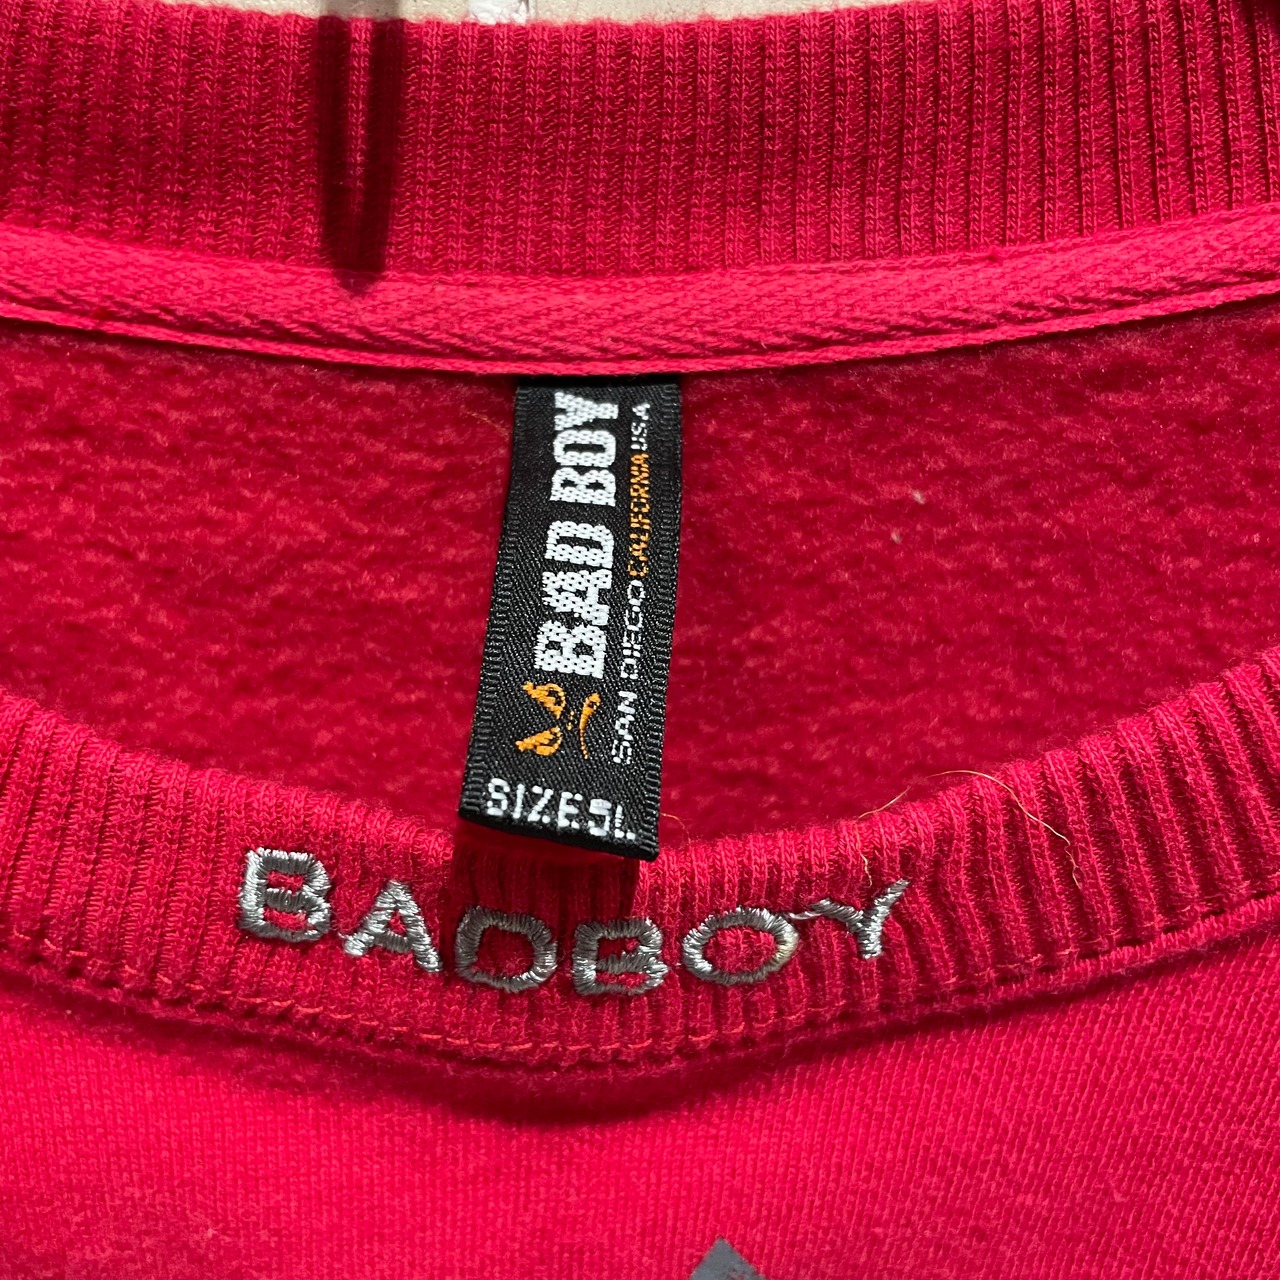 BAD BOY
SAN DIEGO CALIFORNIA USA
SIZE 5L
BADBOY